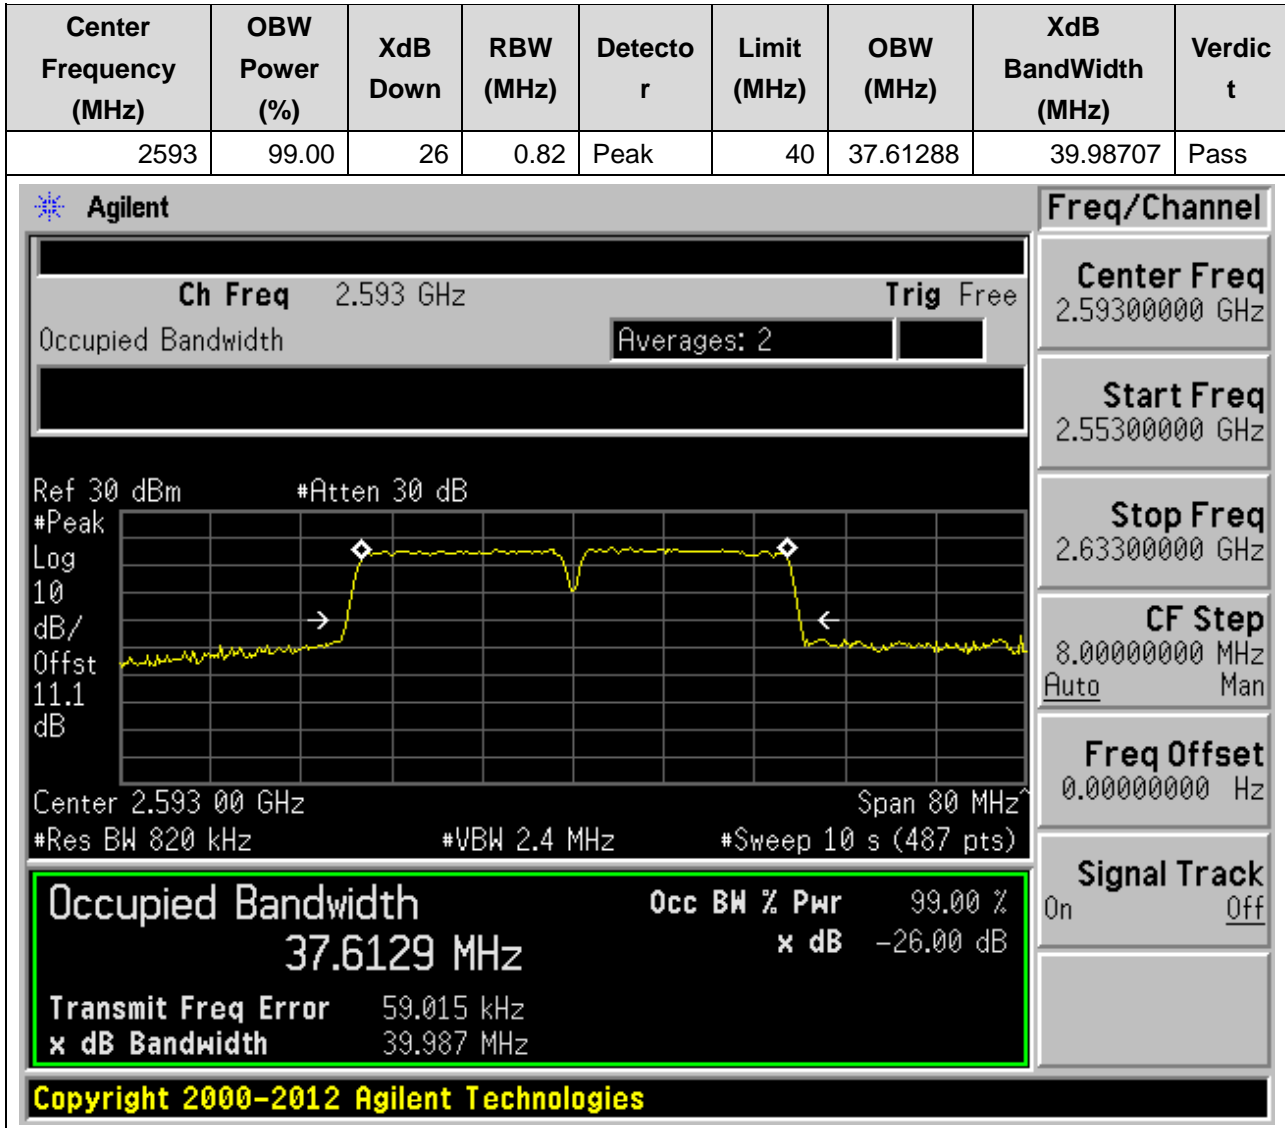 Center Frequency (MHz) OBW Power (%) XdB Down RBW (MHz) Detector Limit (MHz) OBW (MHz) XdB BandWidth (MHz) Verdict
2593 99.00 26 0.82 Peak 40 37.61288 39.98707 Pass
Agilent
Freq/Channel
Ch Freq 2.593 GHz Trig Free
Occupied Bandwidth Averages: 2
Center Freq
2.59300000 GHz
Start Freq
2.55300000 GHz
Stop Freq
2.63300000 GHz
CF Step
8.00000000 MHz
Auto Man
Freq Offset
0.00000000 Hz
Signal Track
On Off
Ref 30 dBm #Atten 30 dB
#Peak
Log
10
dB/
Offst
11.1
dB
Center 2.593 00 GHz Span 80 MHz^
#Res BW 820 kHz #VBW 2.4 MHz #Sweep 10 s (487 pts)
Occupied Bandwidth Occ BW % Pwr 99.00 %
37.6129 MHz x dB -26.00 dB
Transmit Freq Error 59.015 kHz
x dB Bandwidth 39.987 MHz
Copyright 2000-2012 Agilent Technologies